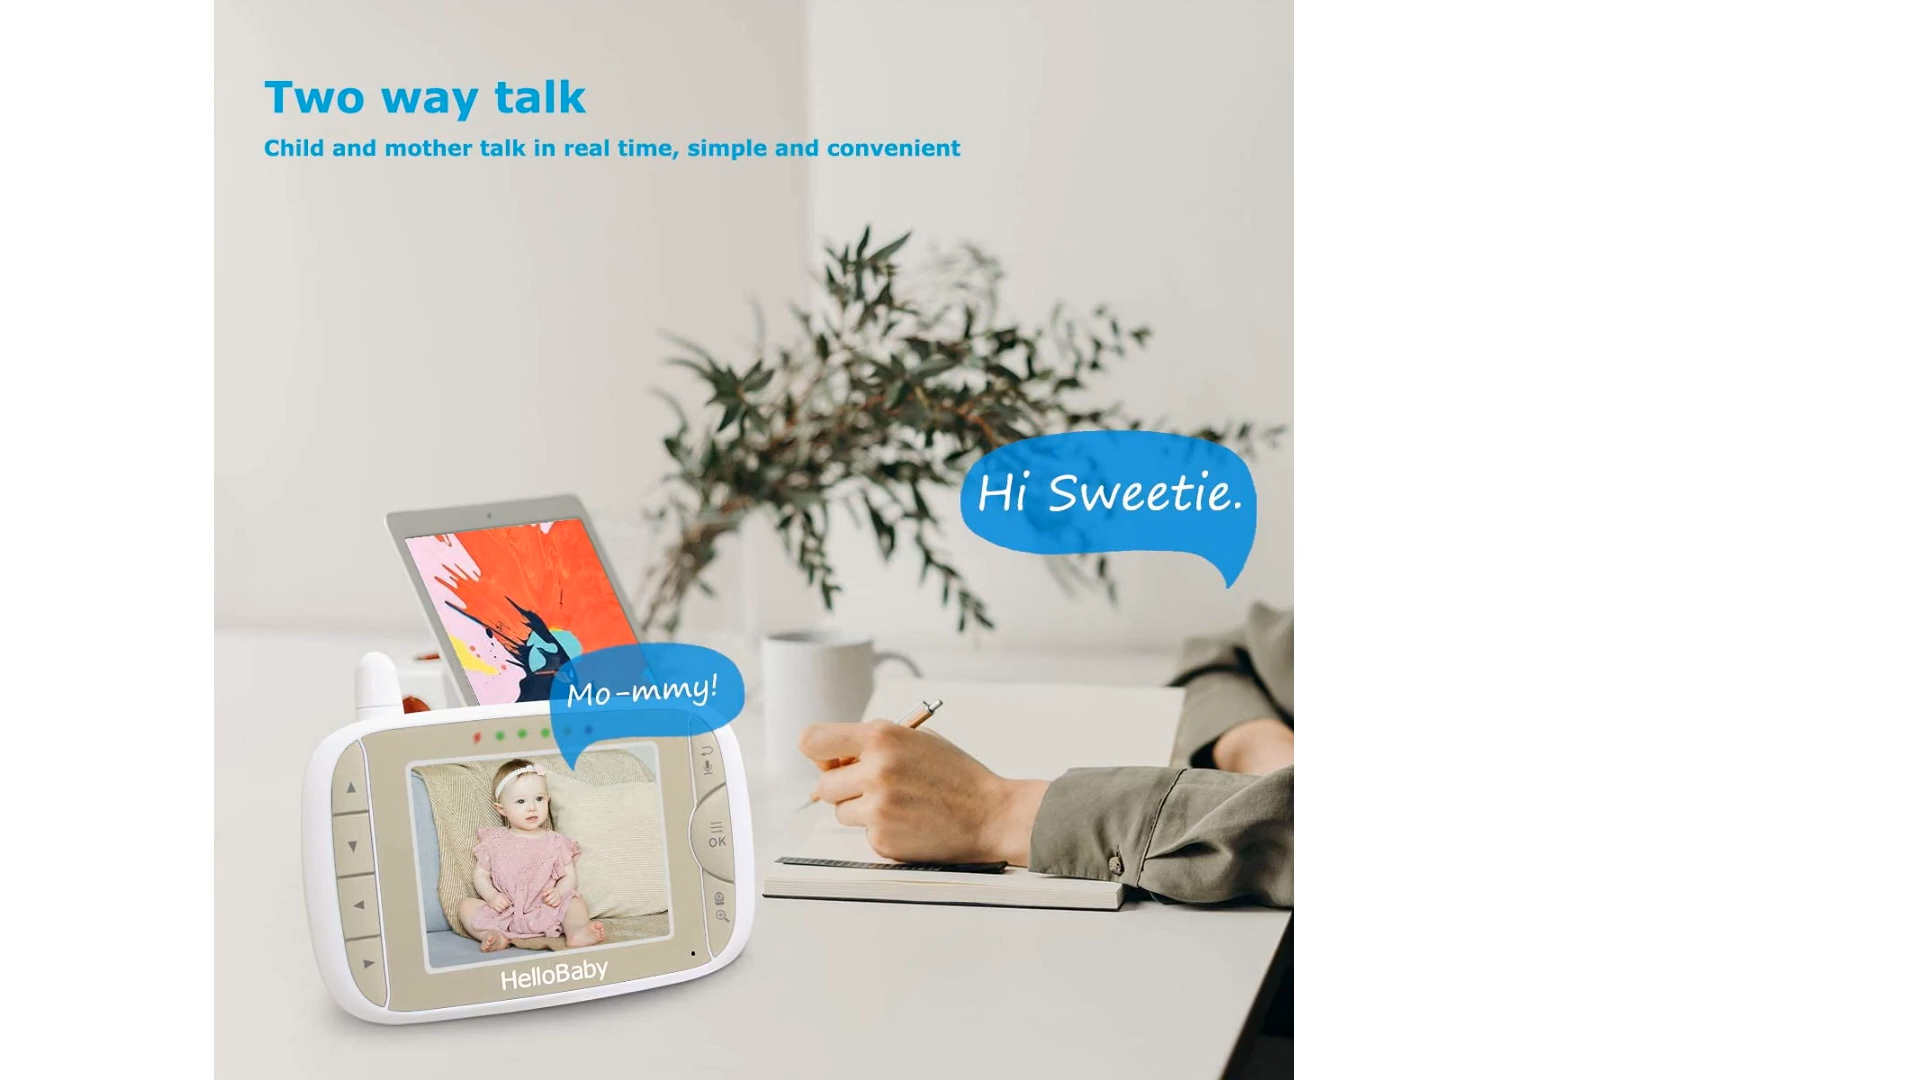 Two way talk
Child and mother talk in real time, simple and convenient
Hi Sweetie.
Mo-mmy!
OK
HelloBaby